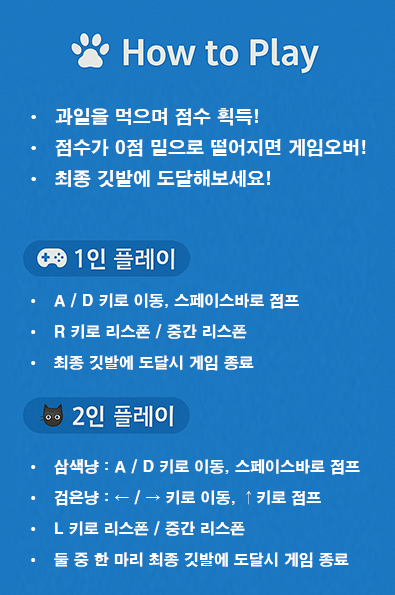 How to Play
• 과일을 먹으며 점수 획득!
• 점수가 0점 밑으로 떨어지면 게임오버!
• 최종 깃발에 도달해보세요!
1인 플레이
• A / D 키로 이동, 스페이스바로 점프
• R 키로 리스폰 / 중간 리스폰
• 최종 깃발에 도달시 게임 종료
2인 플레이
• 삼색냥 : A / D 키로 이동, 스페이스바로 점프
• 검은냥 : ← / → 키로 이동, ↑키로 점프
• L 키로 리스폰 / 중간 리스폰
• 둘 중 한 마리 최종 깃발에 도달시 게임 종료